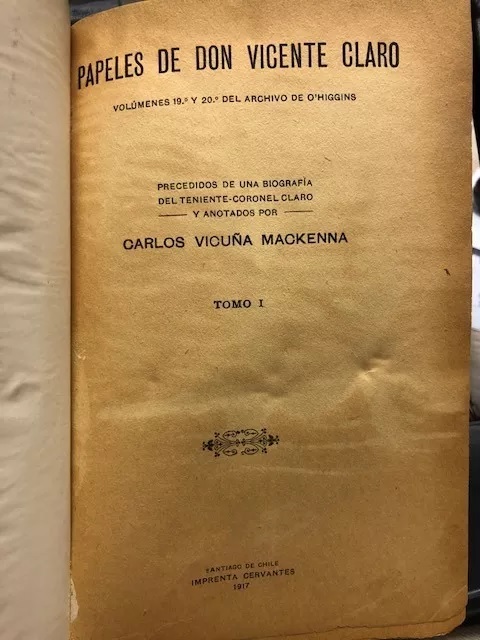 PAPELES DE DON VICENTE CLARO
VOLÚMENES 19.º Y 20.º DEL ARCHIVO DE O'HIGGINS
PRECEDIDOS DE UNA BIOGRAFÍA
DEL TENIENTE-CORONEL CLARO
Y ANOTADOS POR
CARLOS VICUÑA MACKENNA
TOMO I
SANTIAGO DE CHILE
IMPRENTA CERVANTES
1917